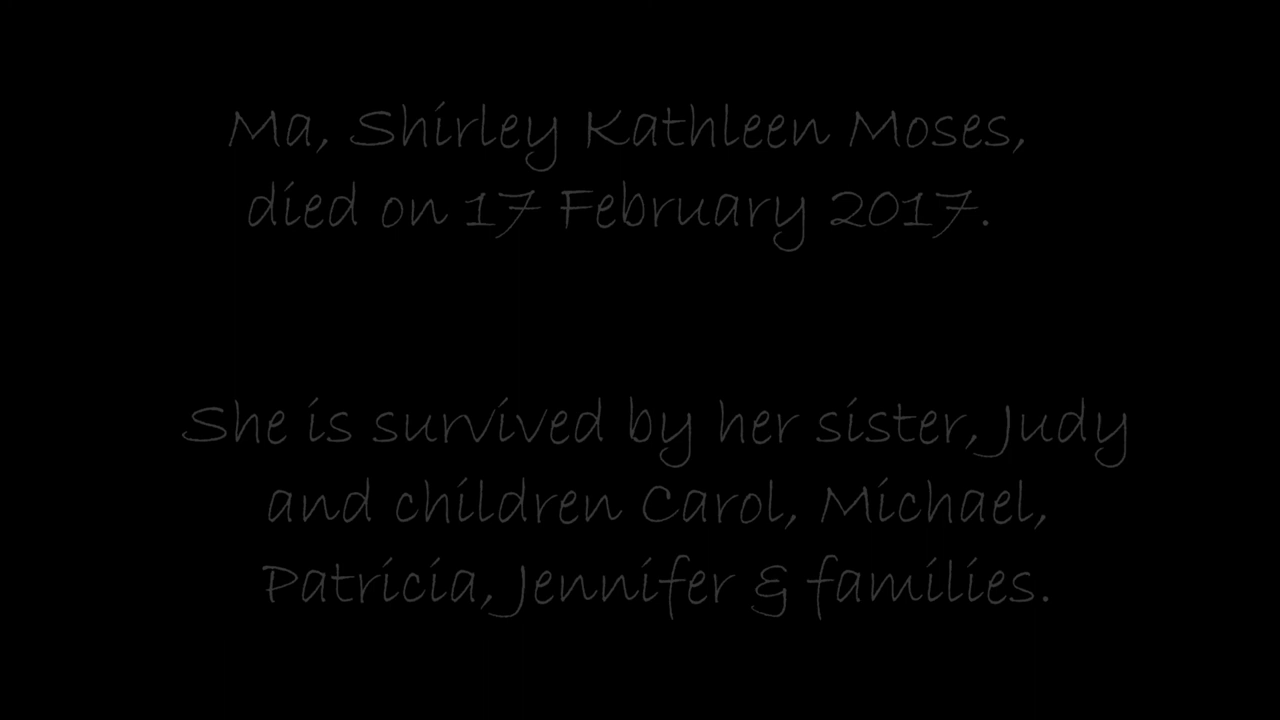 Ma, Shirley Kathleen Moses,
died on 17 February 2017.
She is survived by her sister, Judy
and children Carol, Michael,
Patricia, Jennifer & families.